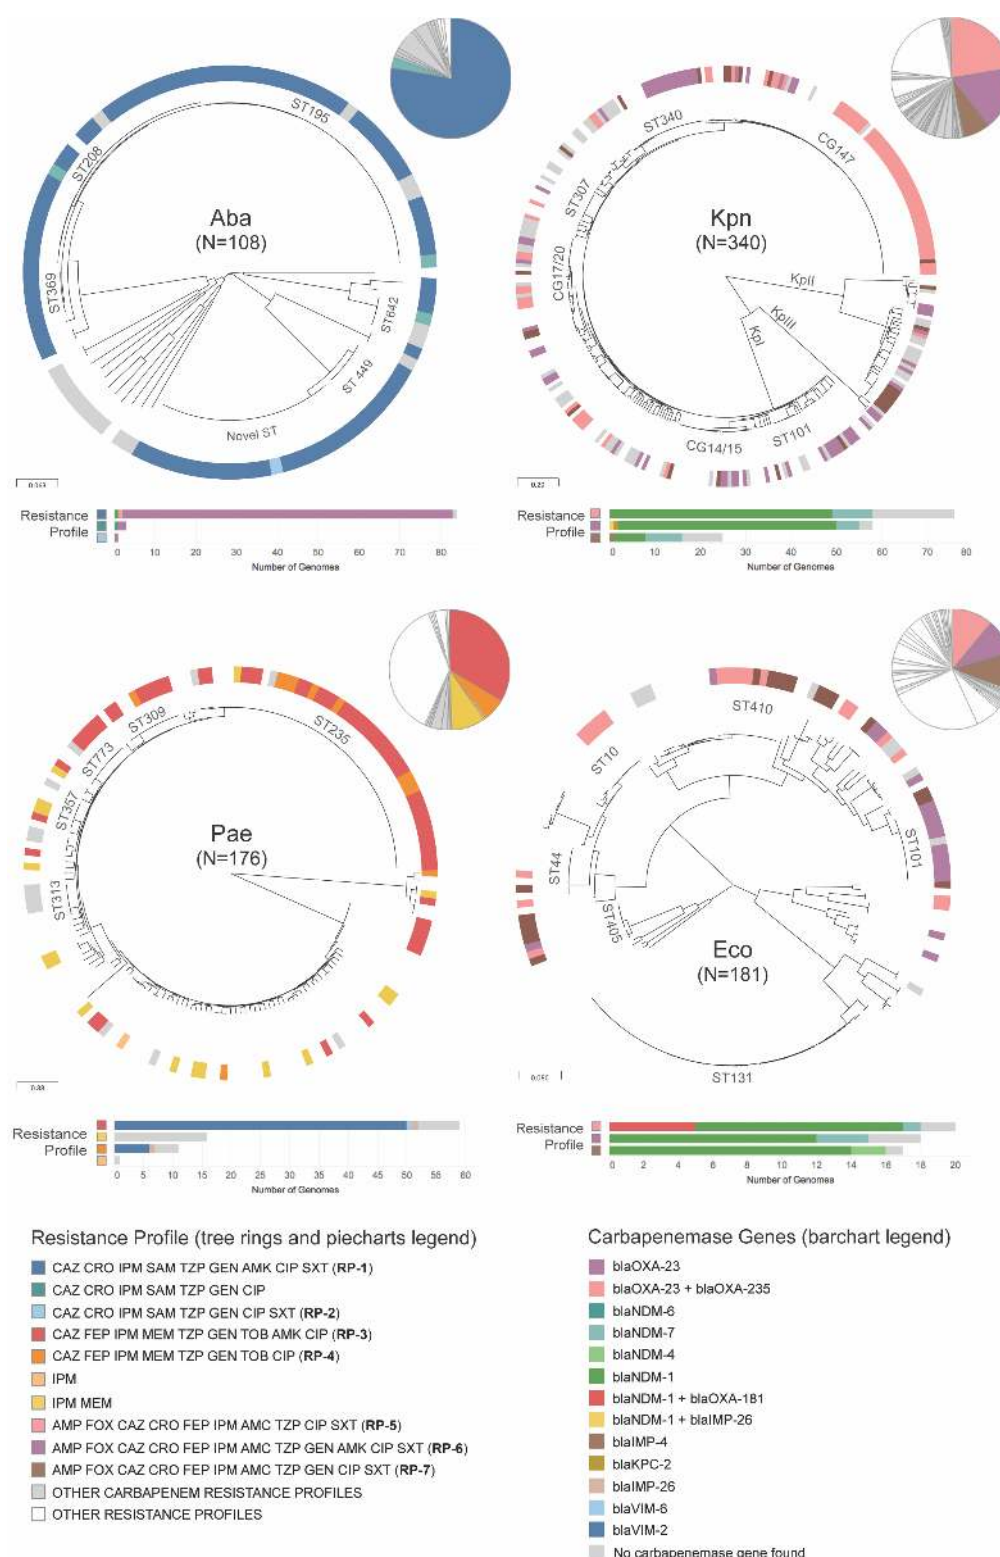 ST195
ST208
Aba
(N=108)
ST369
ST642
ST 449
Novel ST
Resistance
Profile
0 10 20 30 40 50 60 70 80
Number of Genomes
ST340
CG147
ST307
Kpn
(N=340)
CG17/20
KpII
KpIII
KpI
ST101
CG14/15
Resistance
Profile
0 10 20 30 40 50 60 70 80
Number of Genomes
ST309
ST235
ST773
ST357
Pae
(N=176)
ST313
Resistance
Profile
0 5 10 15 20 25 30 35 40 45 50 55 60
Number of Genomes
ST410
ST10
ST101
ST44
ST405
Eco
(N=181)
ST131
Resistance
Profile
0 2 4 6 8 10 12 14 16 18 20
Number of Genomes
Resistance Profile (tree rings and piecharts legend)
CAZ CRO IPM SAM TZP GEN AMK CIP SXT (RP-1)
CAZ CRO IPM SAM TZP GEN CIP
CAZ CRO IPM SAM TZP GEN CIP SXT (RP-2)
CAZ FEP IPM MEM TZP GEN TOB AMK CIP (RP-3)
CAZ FEP IPM MEM TZP GEN TOB CIP (RP-4)
IPM
IPM MEM
AMP FOX CAZ CRO FEP IPM AMC TZP CIP SXT (RP-5)
AMP FOX CAZ CRO FEP IPM AMC TZP GEN AMK CIP SXT (RP-6)
AMP FOX CAZ CRO FEP IPM AMC TZP GEN CIP SXT (RP-7)
OTHER CARBAPENEM RESISTANCE PROFILES
OTHER RESISTANCE PROFILES
Carbapenemase Genes (barchart legend)
blaOXA-23
blaOXA-23 + blaOXA-235
blaNDM-6
blaNDM-7
blaNDM-4
blaNDM-1
blaNDM-1 + blaOXA-181
blaNDM-1 + blaIMP-26
blaIMP-4
blaKPC-2
blaIMP-26
blaVIM-6
blaVIM-2
No carbapenemase gene found